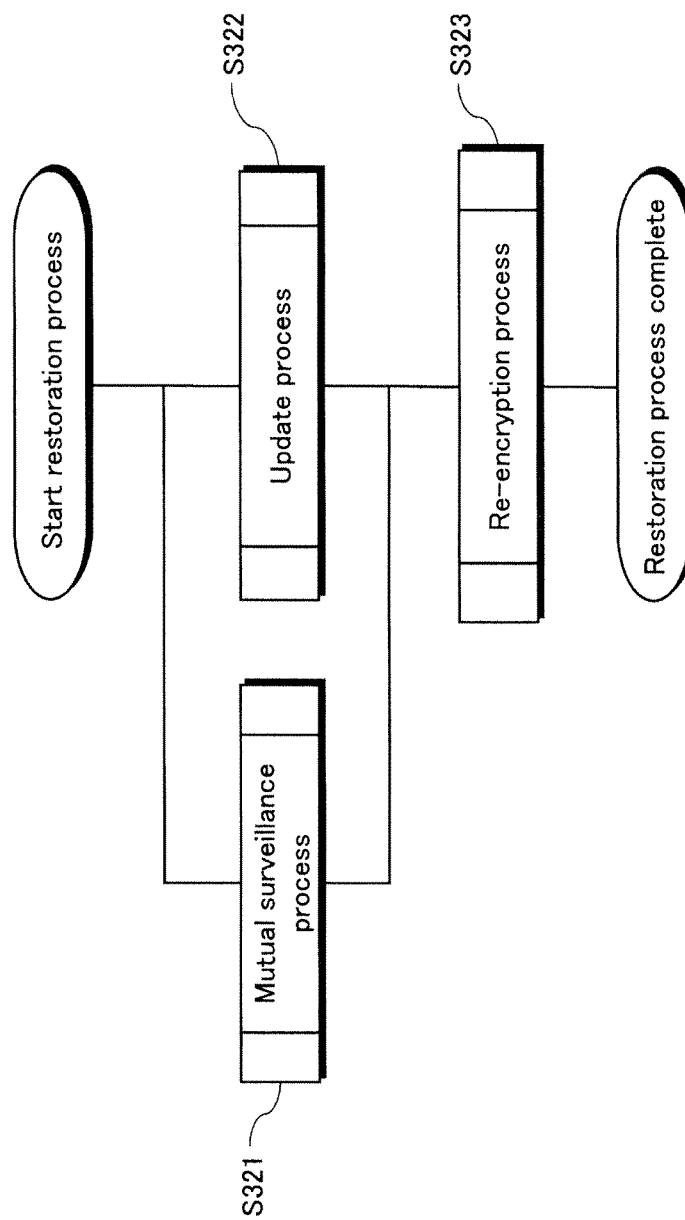 Start restoration process
S321
Mutual surveillance
process
Update process
S322
Re-encryption process
S323
Restoration process complete